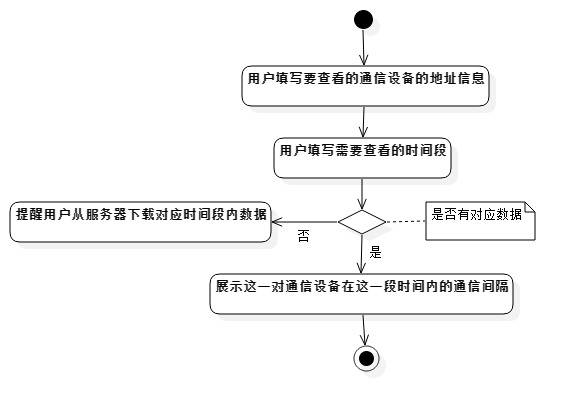 用户填写要查看的通信设备的地址信息
用户填写需要查看的时间段
提醒用户从服务器下载对应时间段内数据
是否有对应数据
否
是
展示这一对通信设备在这一段时间内的通信间隔